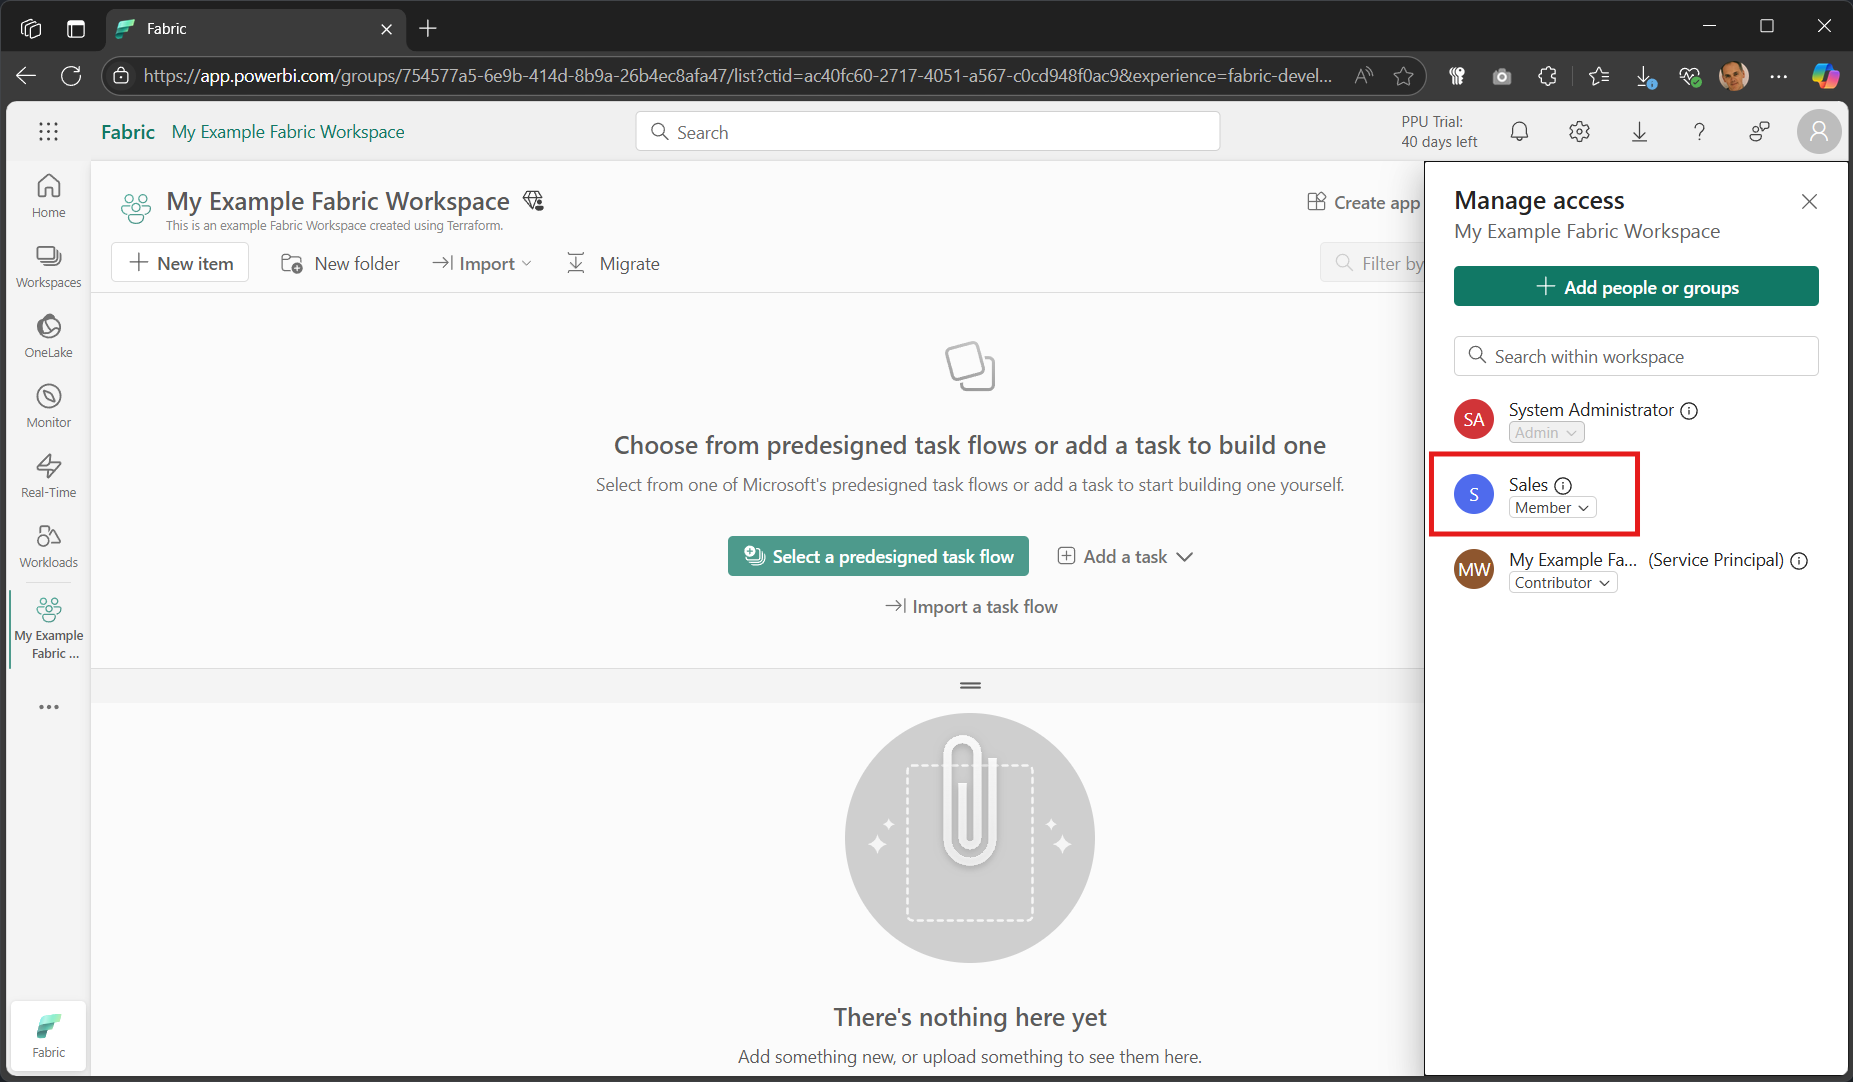 Fabric
https://app.powerbi.com/groups/754577a5-6e9b-414d-8b9a-26b4ec8afa47/list?ctid=ac40fc60-2717-4051-a567-c0cd948f0ac9&experience=fabric-devel...
Fabric My Example Fabric Workspace
Search
PPU Trial:
40 days left
Home
Workspaces
OneLake
Monitor
Real-Time
Workloads
My Example
Fabric ...
Fabric
My Example Fabric Workspace
This is an example Fabric Workspace created using Terraform.
Create app
New item
New folder
Import
Migrate
Filter by
Choose from predesigned task flows or add a task to build one
Select from one of Microsoft's predesigned task flows or add a task to start building one yourself.
Select a predesigned task flow
Add a task
Import a task flow
There's nothing here yet
Add something new, or upload something to see them here.
Manage access
My Example Fabric Workspace
Add people or groups
Search within workspace
SA
System Administrator
Admin
S
Sales
Member
MW
My Example Fa... (Service Principal)
Contributor